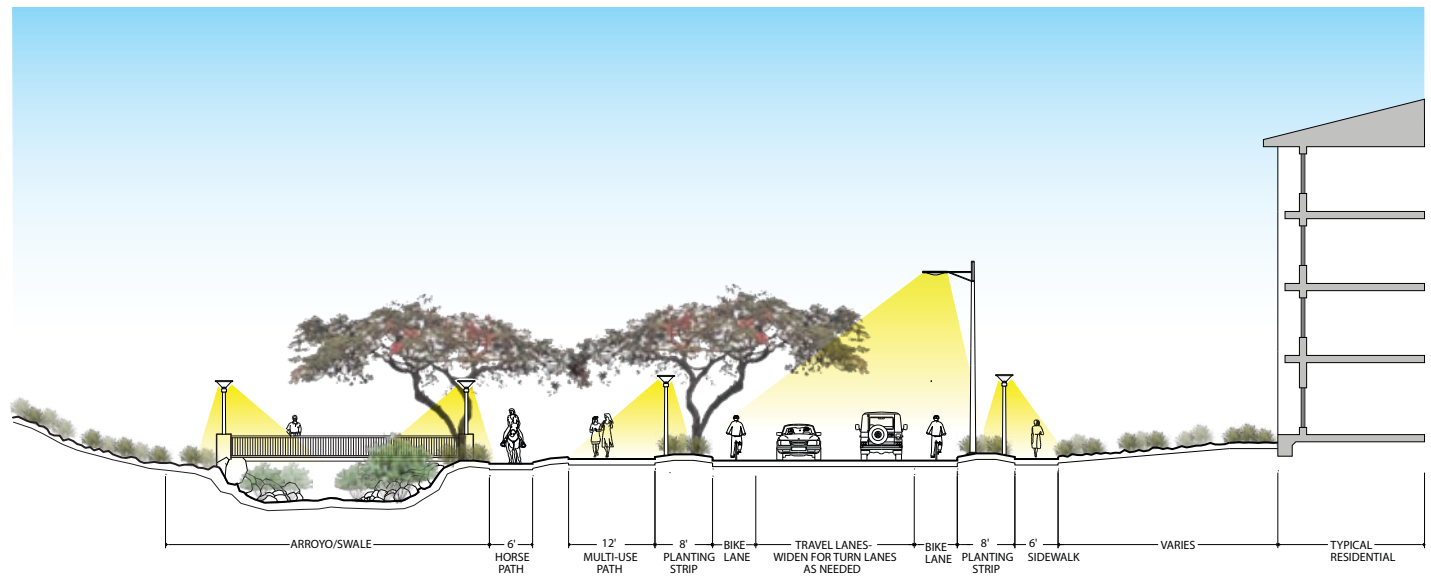 ARROYO/SWALE
6'
HORSE
PATH
12'
MULTI-USE
PATH
8'
PLANTING
STRIP
BIKE
LANE
TRAVEL LANES-
WIDEN FOR TURN LANES
AS NEEDED
BIKE
LANE
8'
PLANTING
STRIP
6'
SIDEWALK
VARIES
TYPICAL
RESIDENTIAL